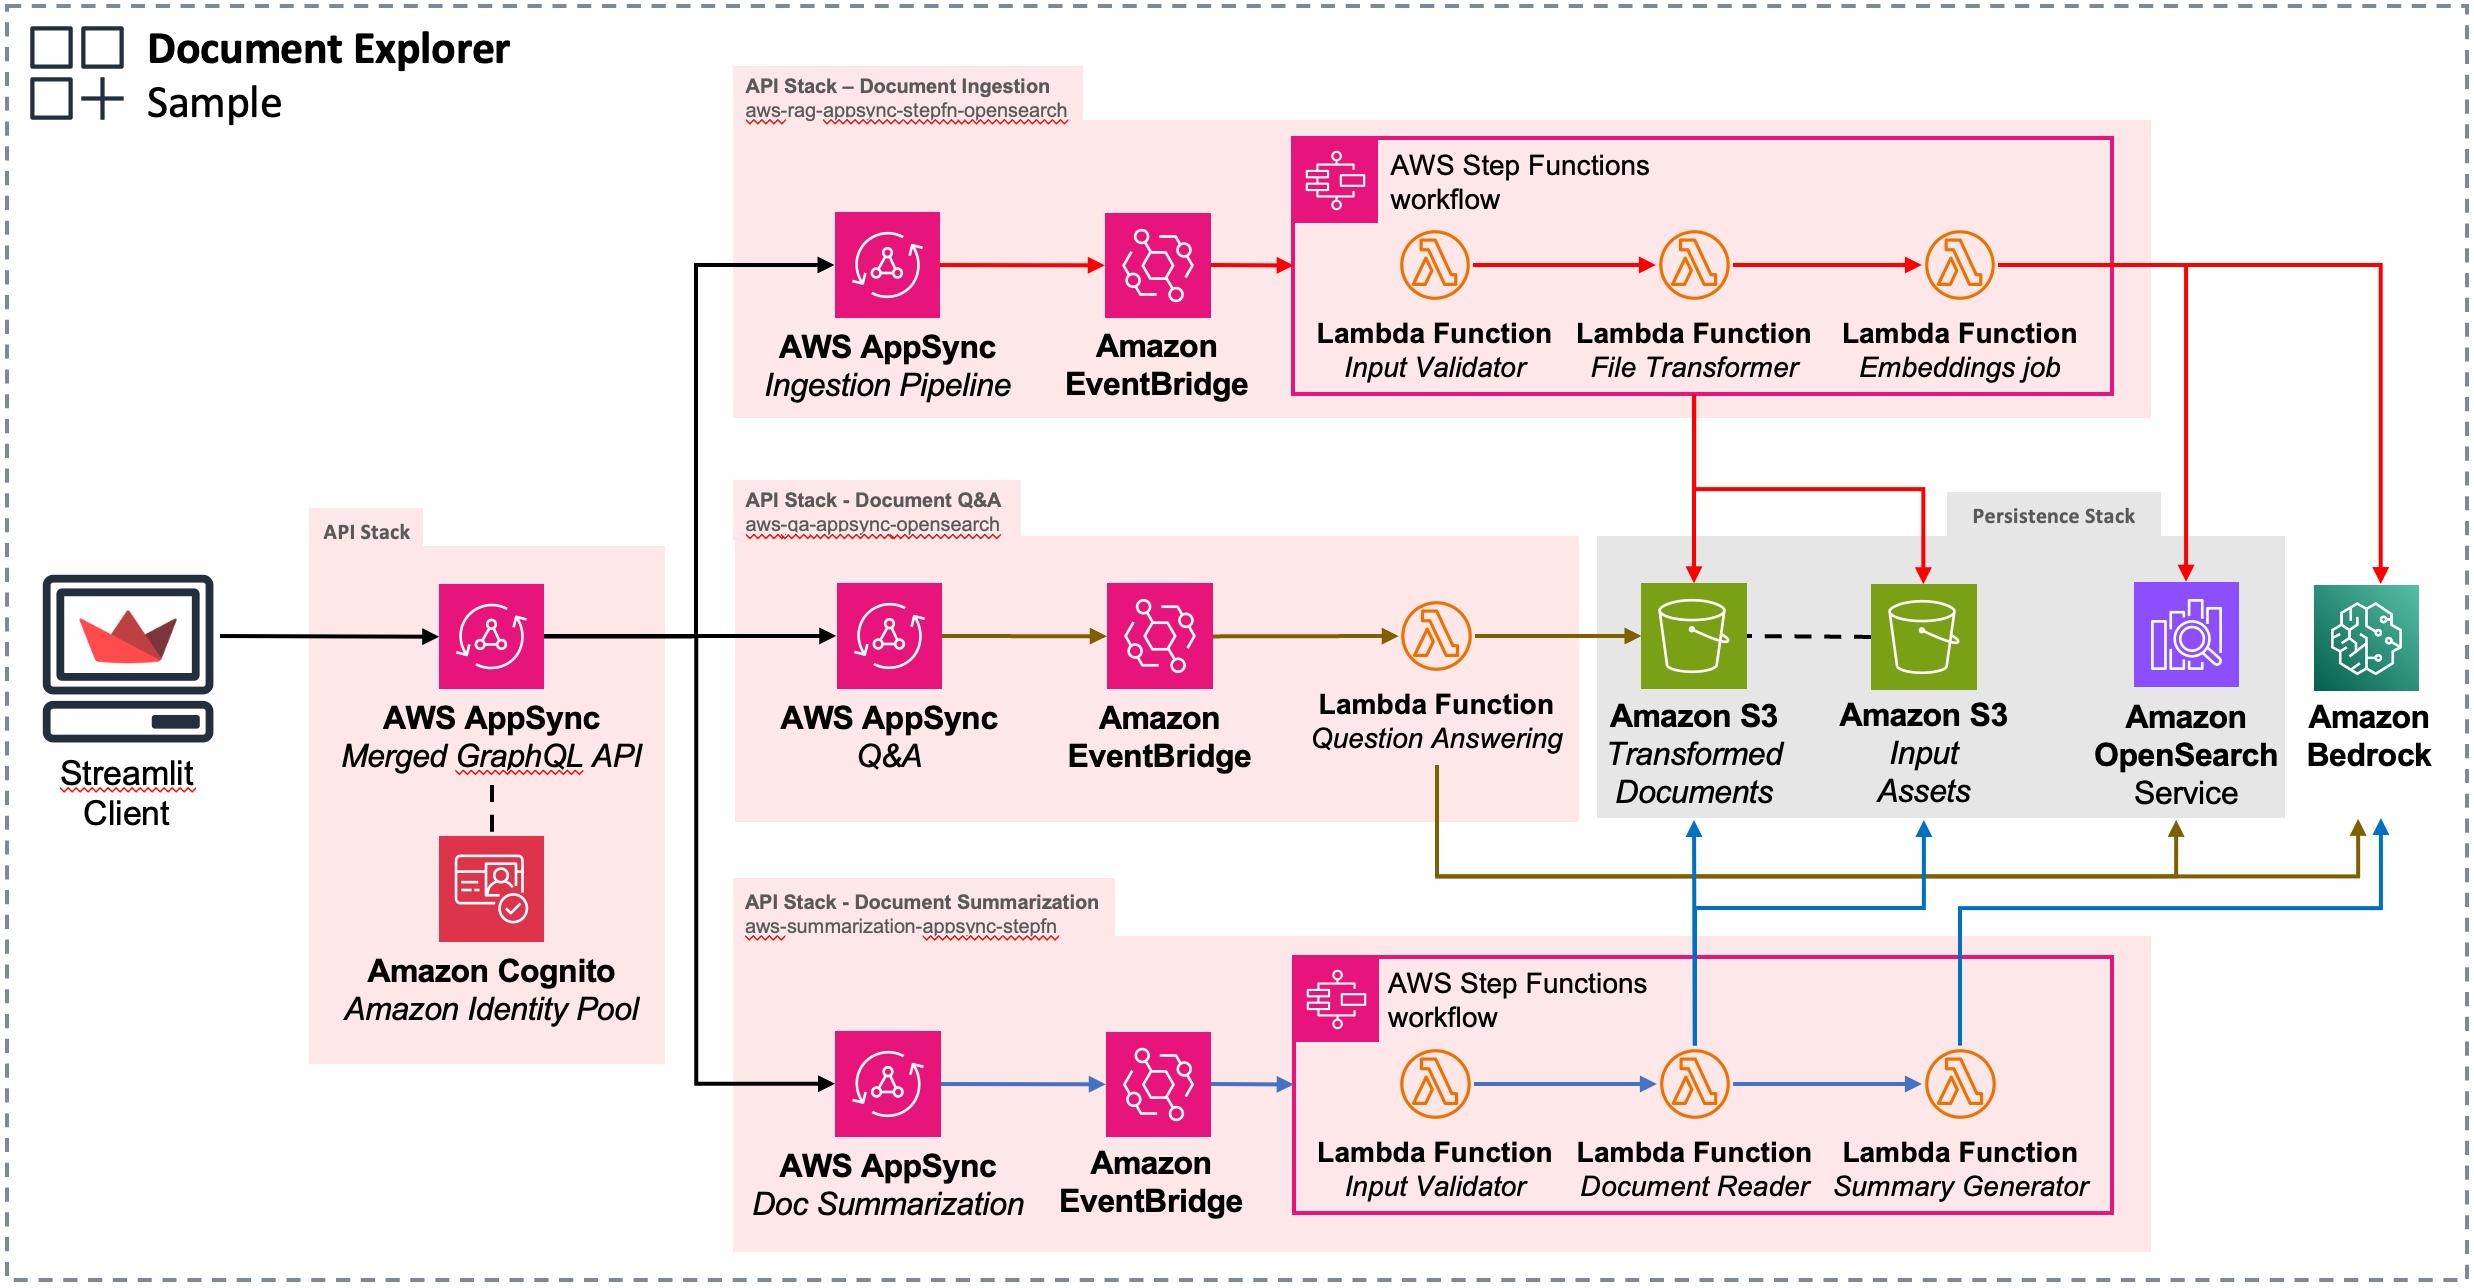 Document Explorer
Sample
API Stack – Document Ingestion
aws-rag-appsync-stepfn-opensearch
AWS Step Functions
workflow
AWS AppSync
Ingestion Pipeline
Amazon
EventBridge
Lambda Function
Input Validator
Lambda Function
File Transformer
Lambda Function
Embeddings job
API Stack
AWS AppSync
Merged GraphQL API
Amazon Cognito
Amazon Identity Pool
Streamlit
Client
API Stack - Document Q&A
aws-qa-appsync-opensearch
AWS AppSync
Q&A
Amazon
EventBridge
Lambda Function
Question Answering
Persistence Stack
Amazon S3
Transformed
Documents
Amazon S3
Input
Assets
Amazon
OpenSearch
Service
Amazon
Bedrock
API Stack - Document Summarization
aws-summarization-appsync-stepfn
AWS Step Functions
workflow
AWS AppSync
Doc Summarization
Amazon
EventBridge
Lambda Function
Input Validator
Lambda Function
Document Reader
Lambda Function
Summary Generator